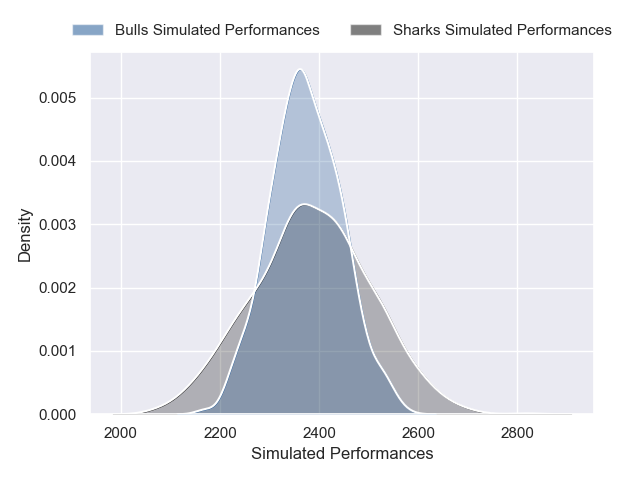 Bulls Simulated Performances Sharks Simulated Performances
0.005
0.004
0.003
0.002
0.001
0.000
Density
2000 2200 2400 2600 2800
Simulated Performances